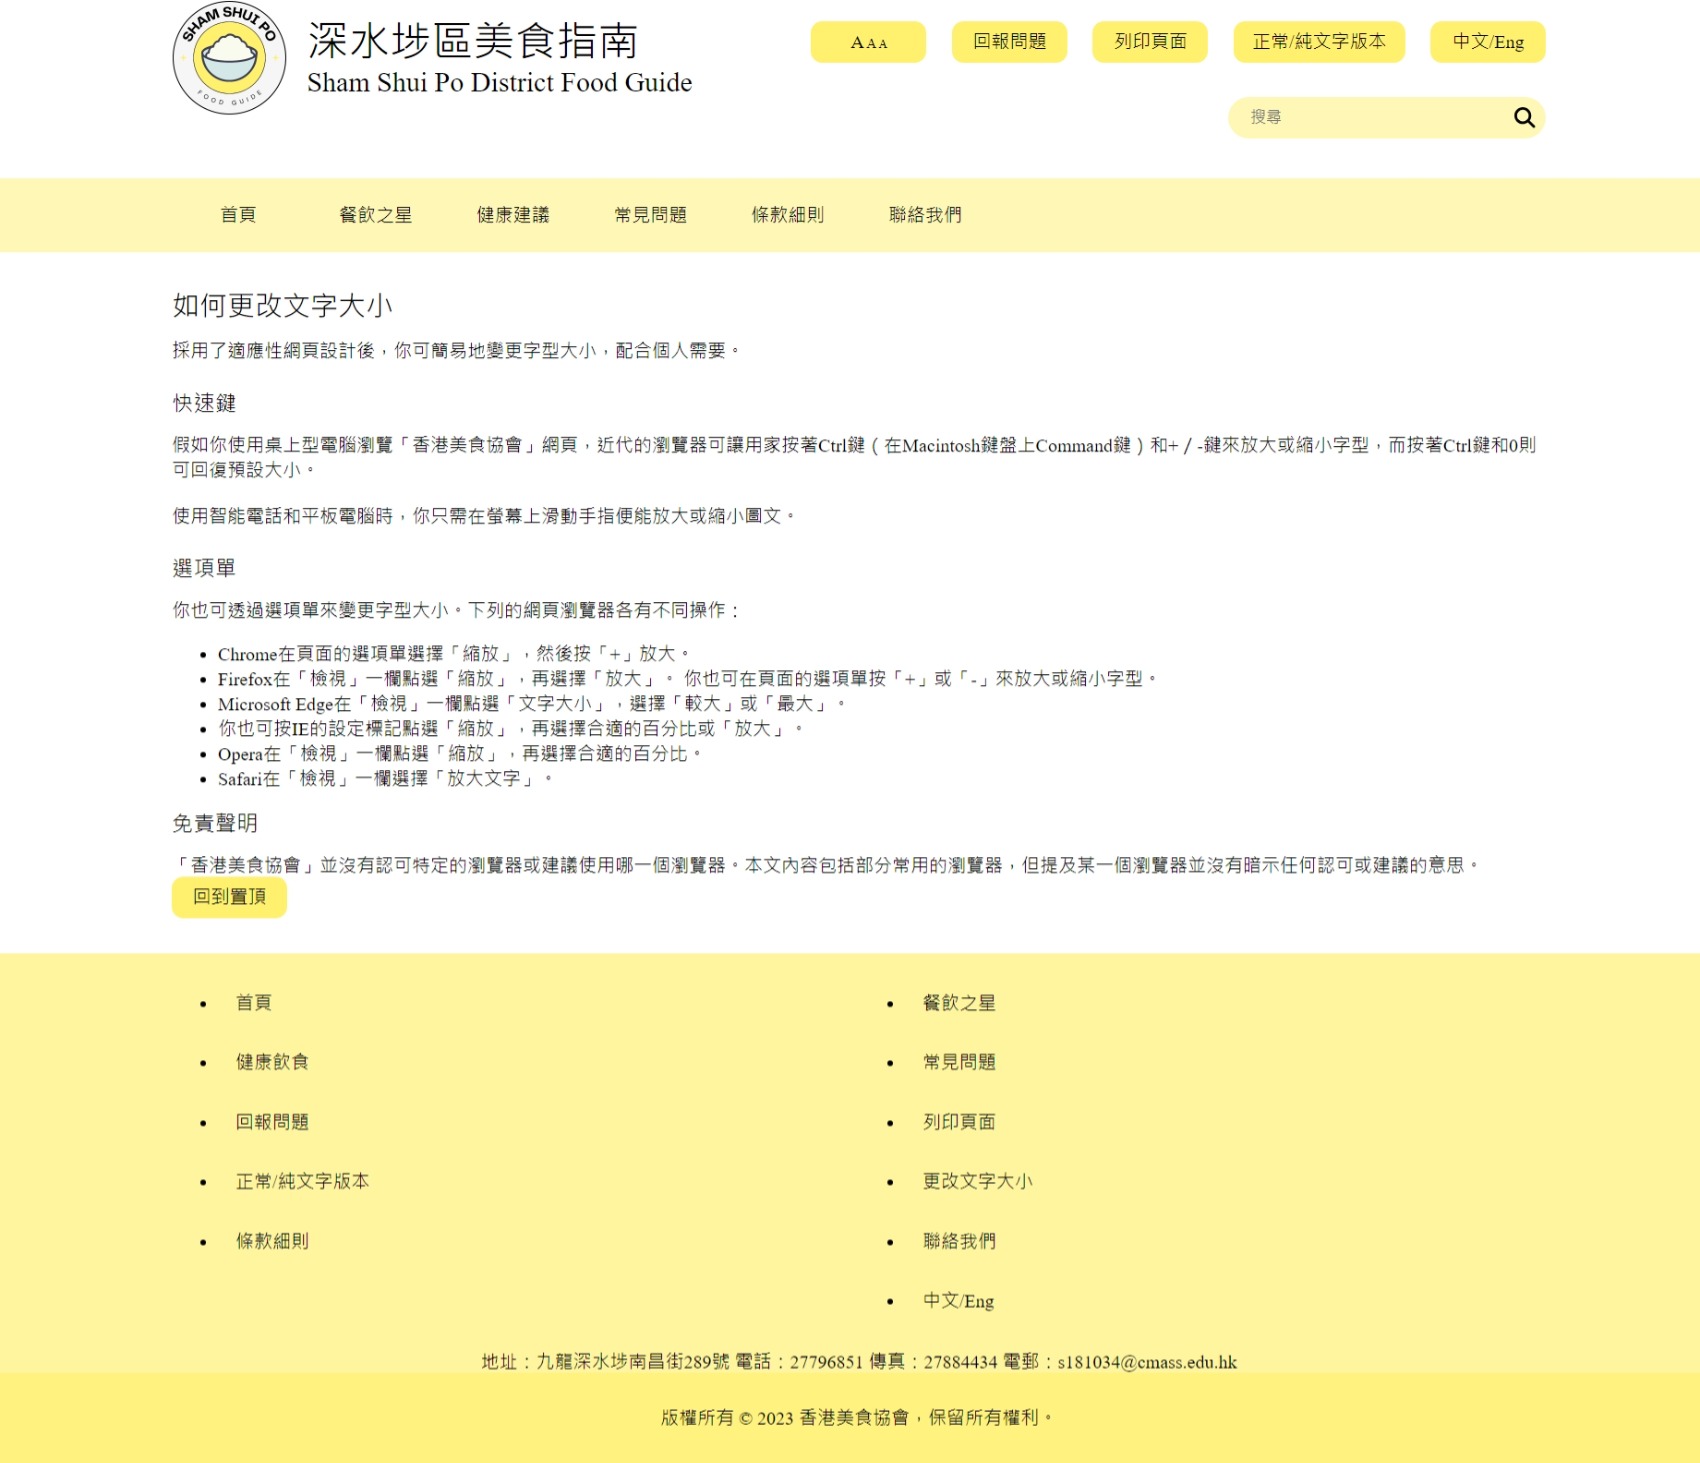 SHAM SHUI PO
FOOD GUIDE
深水埗區美食指南
Sham Shui Po District Food Guide
AAA
回報問題
列印頁面
正常/純文字版本
中文/Eng
搜尋
首頁
餐飲之星
健康建議
常見問題
條款細則
聯絡我們
如何更改文字大小
採用了適應性網頁設計後，你可簡易地變更字型大小，配合個人需要。
快速鍵
假如你使用桌上型電腦瀏覽「香港美食協會」網頁，近代的瀏覽器可讓用家按著Ctrl鍵（在Macintosh鍵盤上Command鍵）和+／-鍵來放大或縮小字型，而按著Ctrl鍵和0則
可回復預設大小。
使用智能電話和平板電腦時，你只需在螢幕上滑動手指便能放大或縮小圖文。
選項單
你也可透過選項單來變更字型大小。下列的網頁瀏覽器各有不同操作：
• Chrome在頁面的選項單選擇「縮放」，然後按「+」放大。
• Firefox在「檢視」一欄點選「縮放」，再選擇「放大」。 你也可在頁面的選項單按「+」或「-」來放大或縮小字型。
• Microsoft Edge在「檢視」一欄點選「文字大小」，選擇「較大」或「最大」。
• 你也可按IE的設定標記點選「縮放」，再選擇合適的百分比或「放大」。
• Opera在「檢視」一欄點選「縮放」，再選擇合適的百分比。
• Safari在「檢視」一欄選擇「放大文字」。
免責聲明
「香港美食協會」並沒有認可特定的瀏覽器或建議使用哪一個瀏覽器。本文內容包括部分常用的瀏覽器，但提及某一個瀏覽器並沒有暗示任何認可或建議的意思。
回到置頂
• 首頁
• 餐飲之星
• 健康飲食
• 常見問題
• 回報問題
• 列印頁面
• 正常/純文字版本
• 更改文字大小
• 條款細則
• 聯絡我們
• 中文/Eng
地址：九龍深水埗南昌街289號 電話：27796851 傳真：27884434 電郵：s181034@cmass.edu.hk
版權所有 © 2023 香港美食協會，保留所有權利。